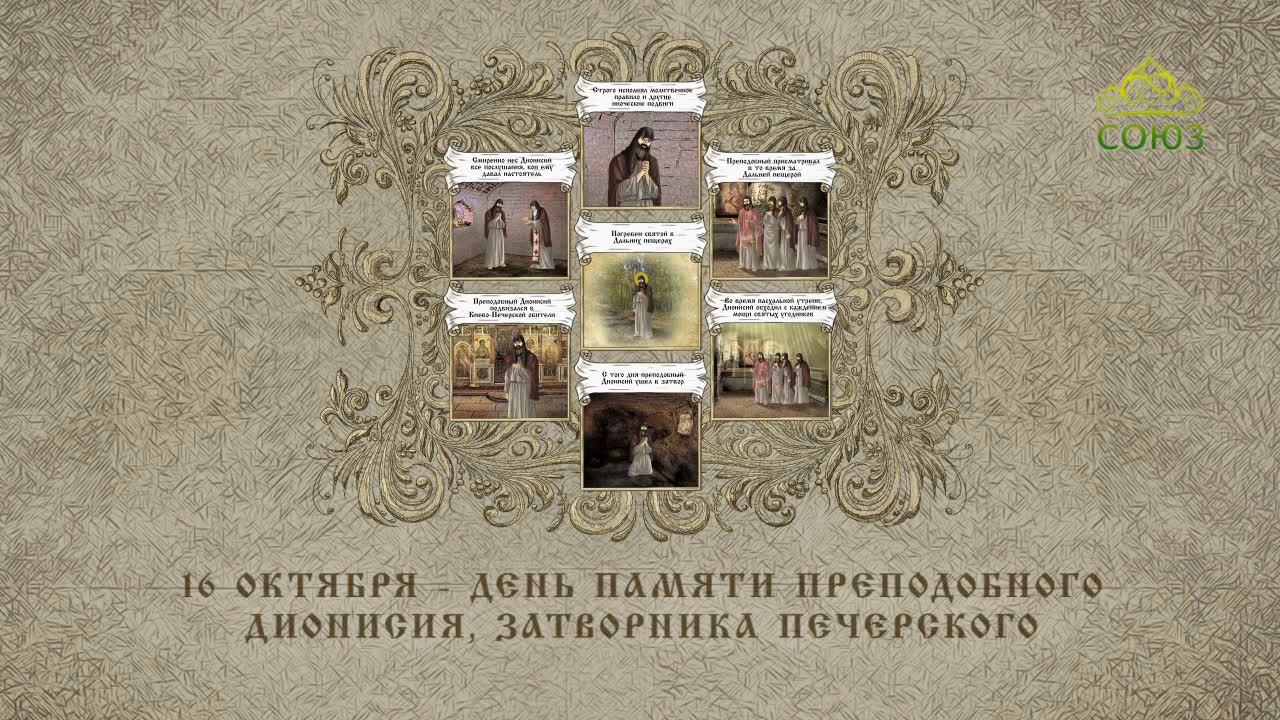 СОЮЗ
Строго исполнял молитвенное
правило и другие
иноческие подвиги
Смиренно нес Дионисий
все послушания, кои ему
давал настоятель
Преподобный присматривал
в то время за
Дальней пещерой
Погребен святой в
Дальних пещерах
Преподобный Дионисий
подвизался в
Киево-Печерской обители
Во время пасхальной утрени,
Дионисий обходил с каждением
мощи святых угодников
С того дня преподобный
Дионисий ушел в затвор
16 ОКТЯБРЯ - ДЕНЬ ПАМЯТИ ПРЕПОДОБНОГО
ДИОНИСИЯ, ЗАТВОРНИКА ПЕЧЕРСКОГО